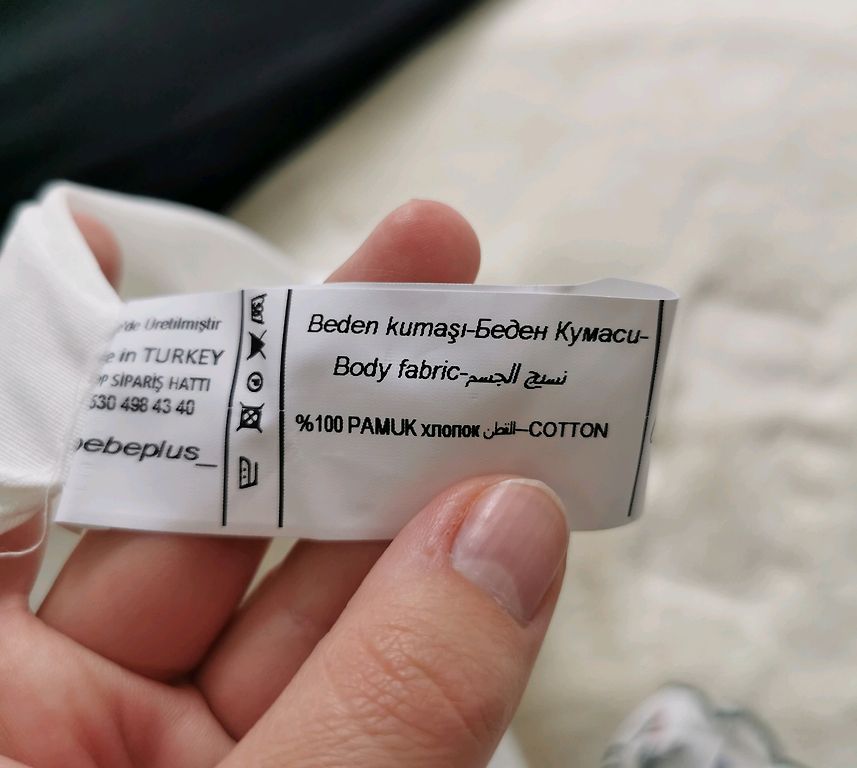 de Üretilmiştir
in TURKEY
SİPARİŞ HATTI
530 498 43 40
bebeplus_
Beden kumaşı-Беден Кумаси-
Body fabric-نسيج الجسم
%100 PAMUK хлопок القطن-COTTON